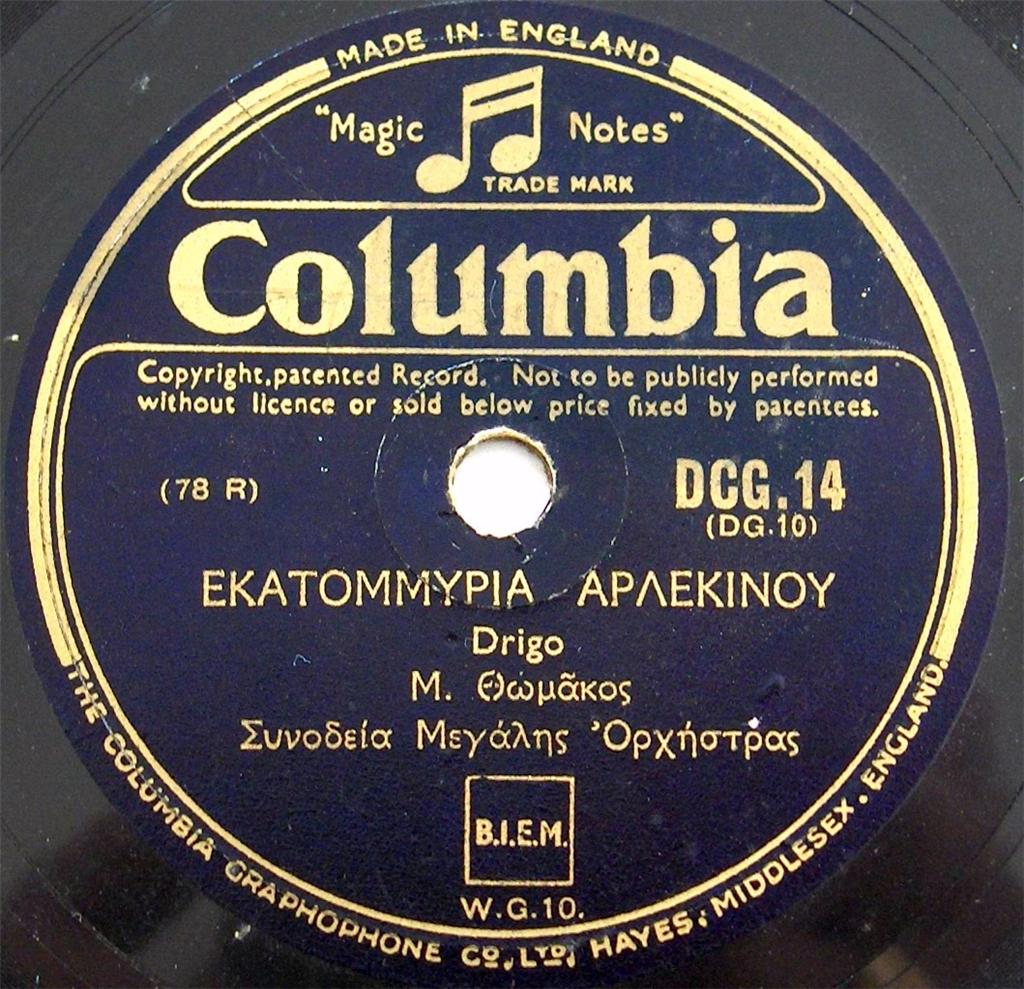 MADE IN ENGLAND
"Magic Notes"
TRADE MARK
Columbia
Copyright, patented Record. Not to be publicly performed
without licence or sold below price fixed by patentees.
(78 R)
DCG.14
(DG.10)
ΕΚΑΤΟΜΜΥΡΙΑ ΑΡΛΕΚΙΝΟΥ
Drigo
Μ. Θωμᾶκος
Συνοδεία Μεγάλης Ὀρχήστρας
B.I.E.M.
W.G.10.
THE COLUMBIA GRAPHOPHONE CO., LTD, HAYES, MIDDLESEX. ENGLAND.